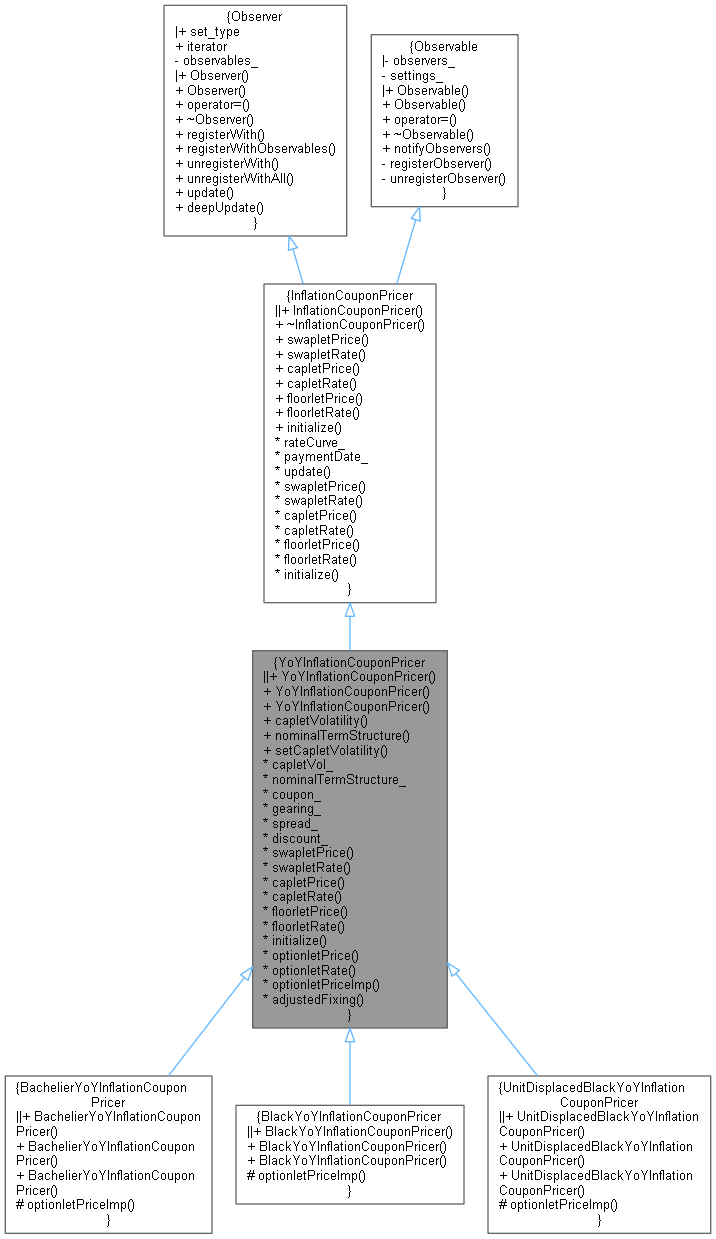 {Observer
|+ set_type
+ iterator
- observables_
|+ Observer()
+ Observer()
+ operator=()
+ ~Observer()
+ registerWith()
+ registerWithObservables()
+ unregisterWith()
+ unregisterWithAll()
+ update()
+ deepUpdate()
}
{Observable
|- observers_
- settings_
|+ Observable()
+ Observable()
+ operator=()
+ ~Observable()
+ notifyObservers()
- registerObserver()
- unregisterObserver()
}
{InflationCouponPricer
||+ InflationCouponPricer()
+ ~InflationCouponPricer()
+ swapletPrice()
+ swapletRate()
+ capletPrice()
+ capletRate()
+ floorletPrice()
+ floorletRate()
+ initialize()
* rateCurve_
* paymentDate_
* update()
* swapletPrice()
* swapletRate()
* capletPrice()
* capletRate()
* floorletPrice()
* floorletRate()
* initialize()
}
{YoYInflationCouponPricer
||+ YoYInflationCouponPricer()
+ YoYInflationCouponPricer()
+ YoYInflationCouponPricer()
+ capletVolatility()
+ nominalTermStructure()
+ setCapletVolatility()
* capletVol_
* nominalTermStructure_
* coupon_
* gearing_
* spread_
* discount_
* swapletPrice()
* swapletRate()
* capletPrice()
* capletRate()
* floorletPrice()
* floorletRate()
* initialize()
* optionletPrice()
* optionletRate()
* optionletPriceImp()
* adjustedFixing()
}
{BachelierYoYInflationCoupon
Pricer
||+ BachelierYoYInflationCoupon
Pricer()
+ BachelierYoYInflationCoupon
Pricer()
+ BachelierYoYInflationCoupon
Pricer()
# optionletPriceImp()
}
{BlackYoYInflationCouponPricer
||+ BlackYoYInflationCouponPricer()
+ BlackYoYInflationCouponPricer()
+ BlackYoYInflationCouponPricer()
# optionletPriceImp()
}
{UnitDisplacedBlackYoYInflation
CouponPricer
||+ UnitDisplacedBlackYoYInflation
CouponPricer()
+ UnitDisplacedBlackYoYInflation
CouponPricer()
+ UnitDisplacedBlackYoYInflation
CouponPricer()
# optionletPriceImp()
}